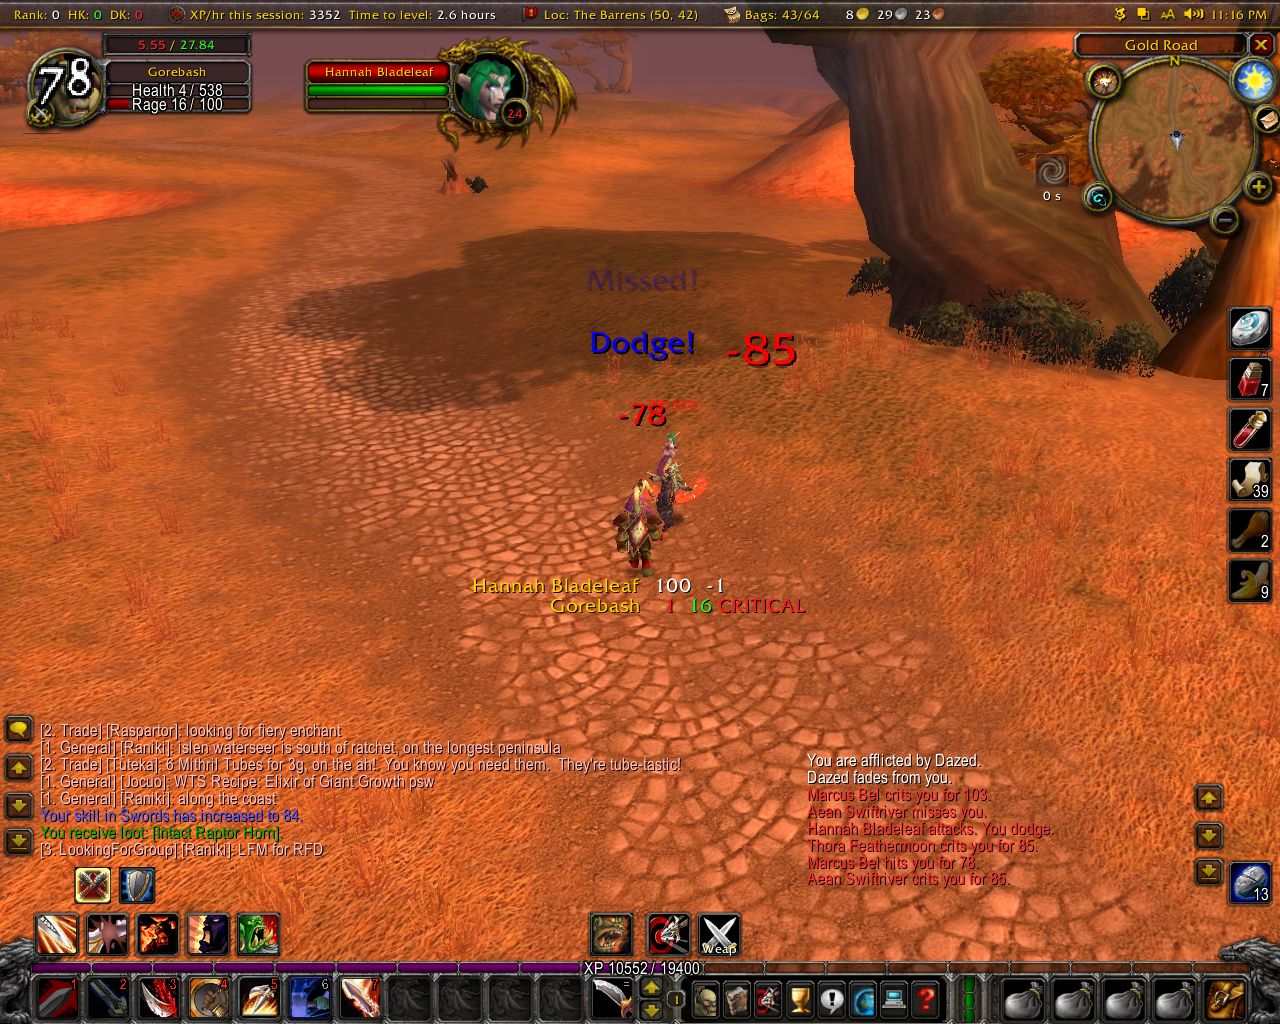 Rank: 0 HK: 0 DK: 0 XP/hr this session: 3352 Time to level: 2.6 hours Loc: The Barrens (50, 42) Bags: 43/64 8 29 23 11:16 PM
5.55 / 27.84
Gold Road
N
78
Gorebash
Hannah Bladeleaf
Health 4 / 538
Rage 16 / 100
24
0 s
Missed!
Dodge!
-85
-78
7
39
2
9
Hannah Bladeleaf 100 -1
Gorebash 1 16 CRITICAL
[2. Trade] [Raspartor]: looking for fiery enchant
[1. General] [Raniki]: islen waterseer is south of ratchet, on the longest peninsula
[2. Trade] [Tuteka]: 6 Mithril Tubes for 3g, on the ah! You know you need them. They're tube-tastic!
[1. General] [Jocuo]: WTS Recipe: Elixir of Giant Growth psw
[1. General] [Raniki]: along the coast
Your skill in Swords has increased to 84.
You receive loot: [Intact Raptor Horn].
[3. LookingForGroup] [Raniki]: LFM for RFD
You are afflicted by Dazed.
Dazed fades from you.
Marcus Bel crits you for 103.
Aean Swiftriver misses you.
Hannah Bladeleaf attacks. You dodge.
Thora Feathermoon crits you for 85.
Marcus Bel hits you for 78.
Aean Swiftriver crits you for 85.
13
Weap
XP 10552 / 19400
1 2 3 4 5 6 7 = 1